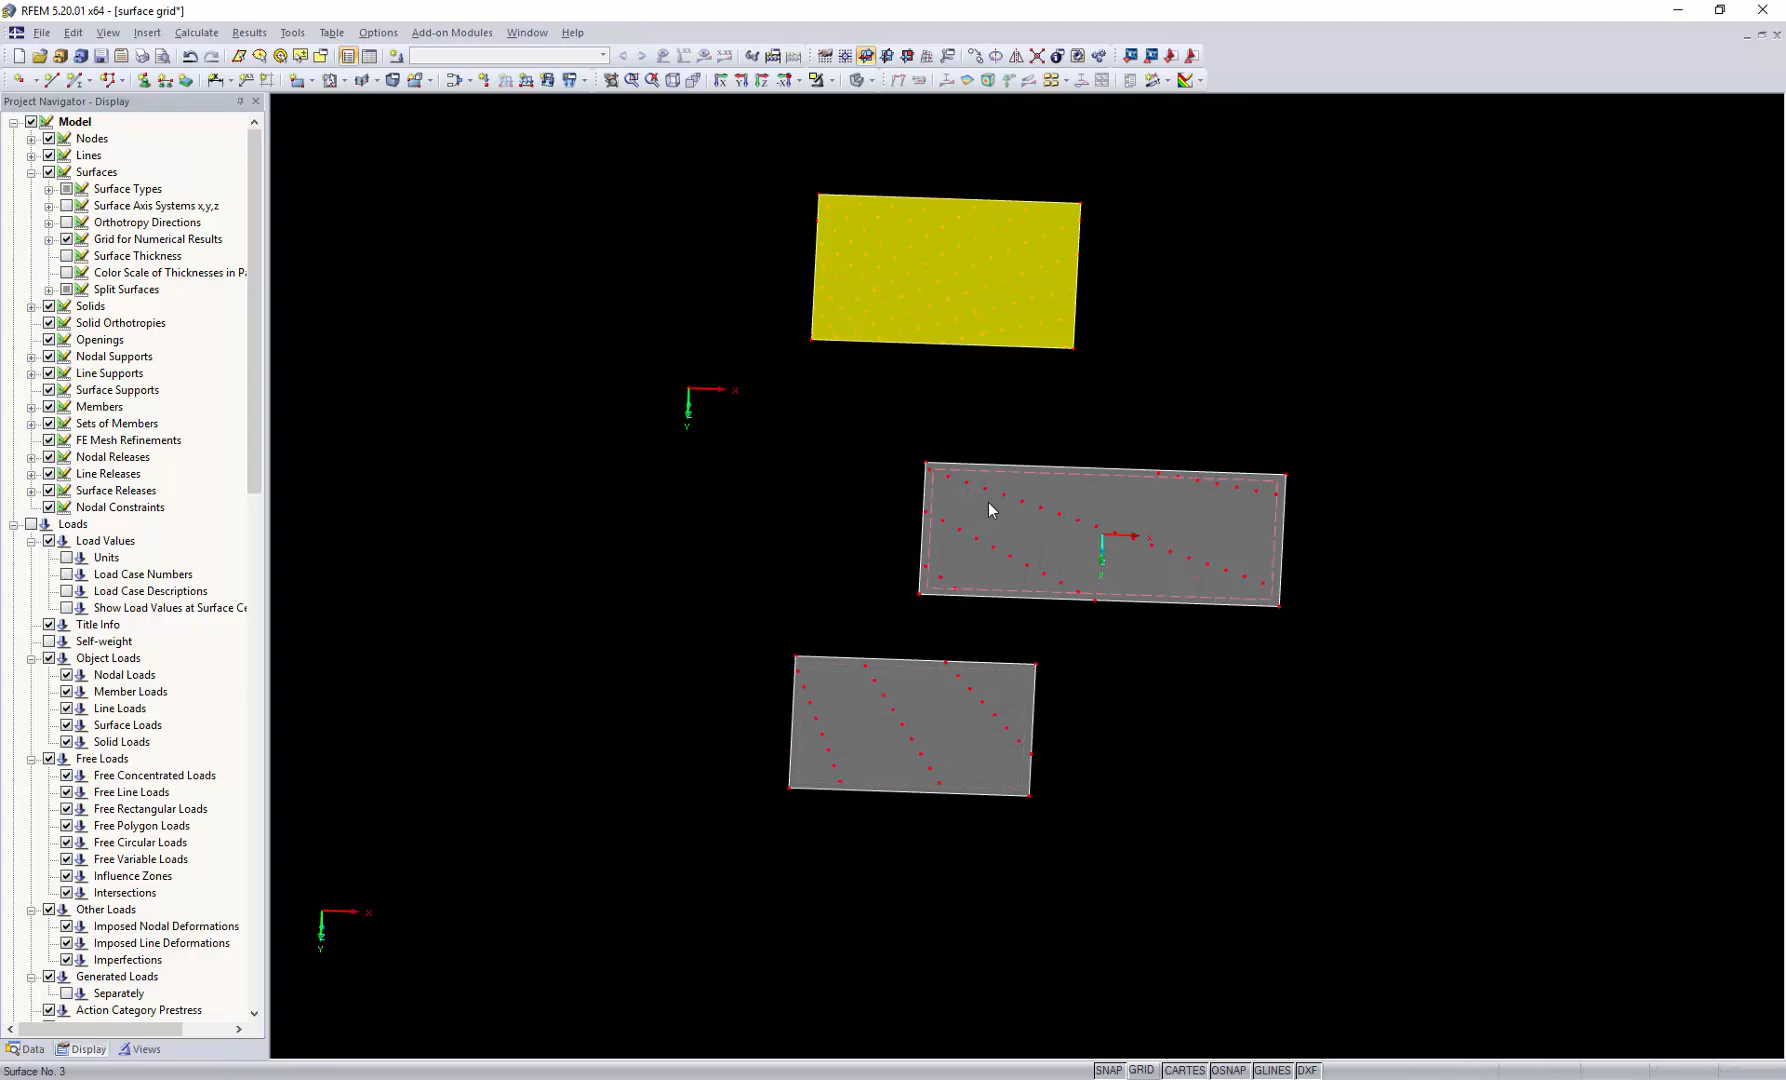 RFEM 5.20.01 x64 - [surface grid*]
File Edit View Insert Calculate Results Tools Table Options Add-on Modules Window Help
Project Navigator - Display
Model
Nodes
Lines
Surfaces
Surface Types
Surface Axis Systems x,y,z
Orthotropy Directions
Grid for Numerical Results
Surface Thickness
Color Scale of Thicknesses in Pa
Split Surfaces
Solids
Solid Orthotropies
Openings
Nodal Supports
Line Supports
Surface Supports
Members
Sets of Members
FE Mesh Refinements
Nodal Releases
Line Releases
Surface Releases
Nodal Constraints
Loads
Load Values
Units
Load Case Numbers
Load Case Descriptions
Show Load Values at Surface Ce
Title Info
Self-weight
Object Loads
Nodal Loads
Member Loads
Line Loads
Surface Loads
Solid Loads
Free Loads
Free Concentrated Loads
Free Line Loads
Free Rectangular Loads
Free Polygon Loads
Free Circular Loads
Free Variable Loads
Influence Zones
Intersections
Other Loads
Imposed Nodal Deformations
Imposed Line Deformations
Imperfections
Generated Loads
Separately
Action Category Prestress
X
Z
Y
x
z
y
X
Z
Y
Data Display Views
Surface No. 3
SNAP GRID CARTES OSNAP GLINES DXF